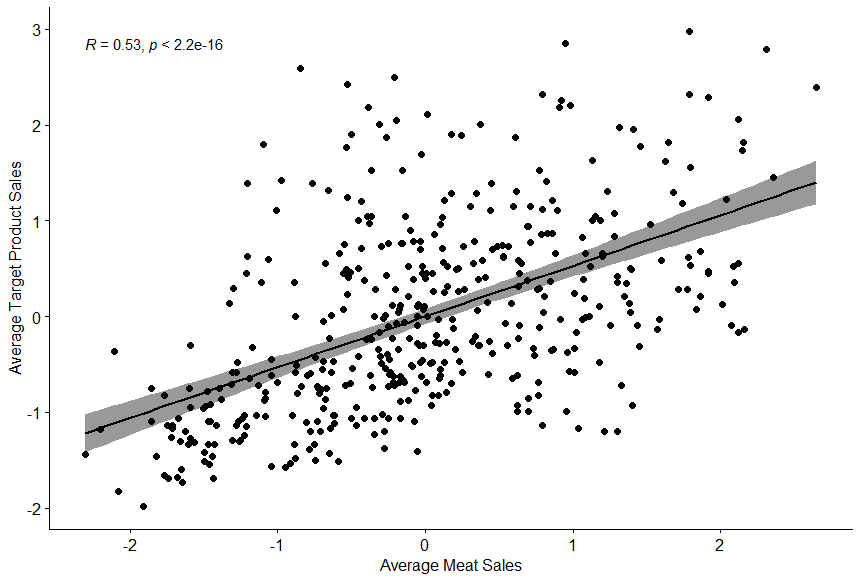 R = 0.53, p < 2.2e-16
3
2
1
0
-1
-2
Average Target Product Sales
-2 -1 0 1 2
Average Meat Sales